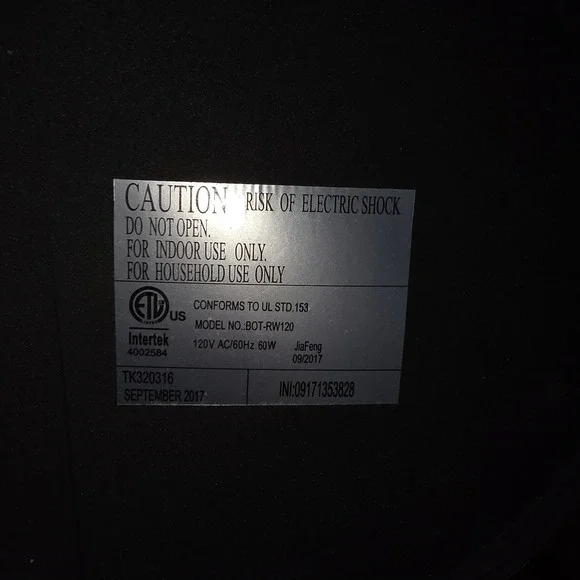 CAUTION RISK OF ELECTRIC SHOCK
DO NOT OPEN.
FOR INDOOR USE ONLY.
FOR HOUSEHOLD USE ONLY
ETL US
Intertek
4002584
CONFORMS TO UL STD.153
MODEL NO.:BOT-RW120
120V AC/60Hz 60W JiaFeng
09/2017
TK320316
SEPTEMBER 2017
INI:09171353828